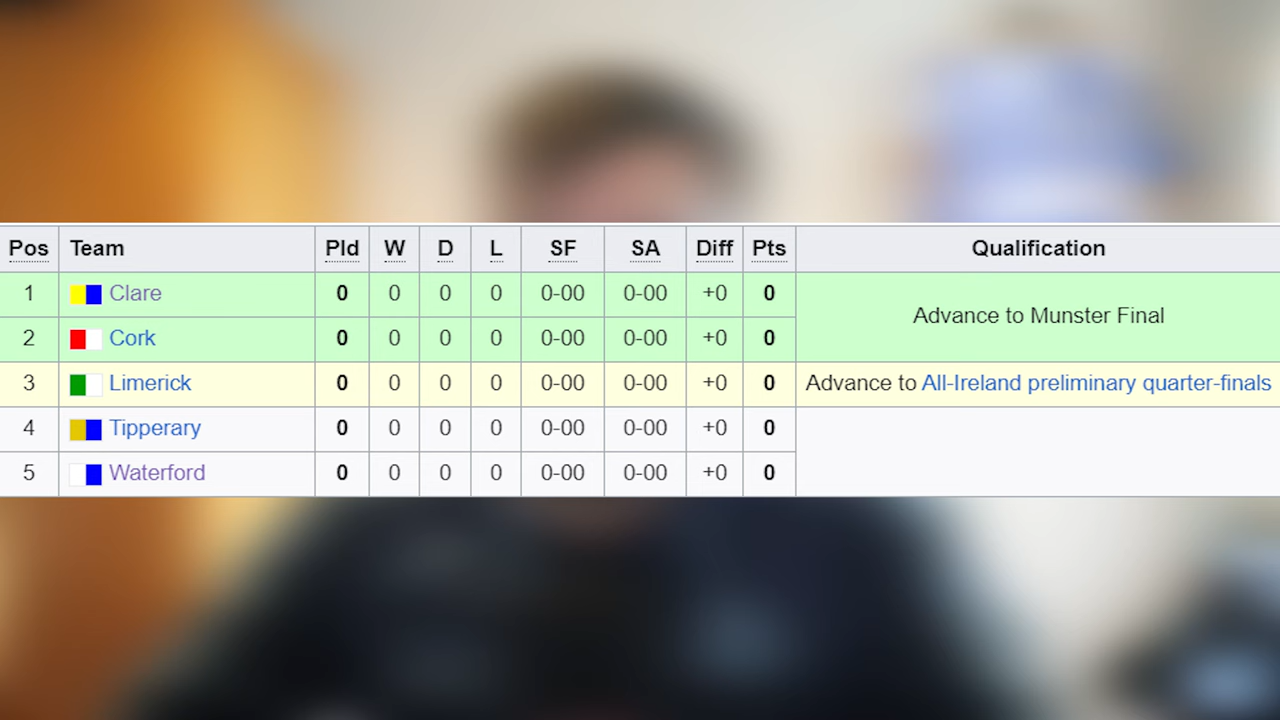 Pos Team Pld W D L SF SA Diff Pts Qualification
1 Clare 0 0 0 0 0-00 0-00 +0 0 Advance to Munster Final
2 Cork 0 0 0 0 0-00 0-00 +0 0
3 Limerick 0 0 0 0 0-00 0-00 +0 0 Advance to All-Ireland preliminary quarter-finals
4 Tipperary 0 0 0 0 0-00 0-00 +0 0
5 Waterford 0 0 0 0 0-00 0-00 +0 0